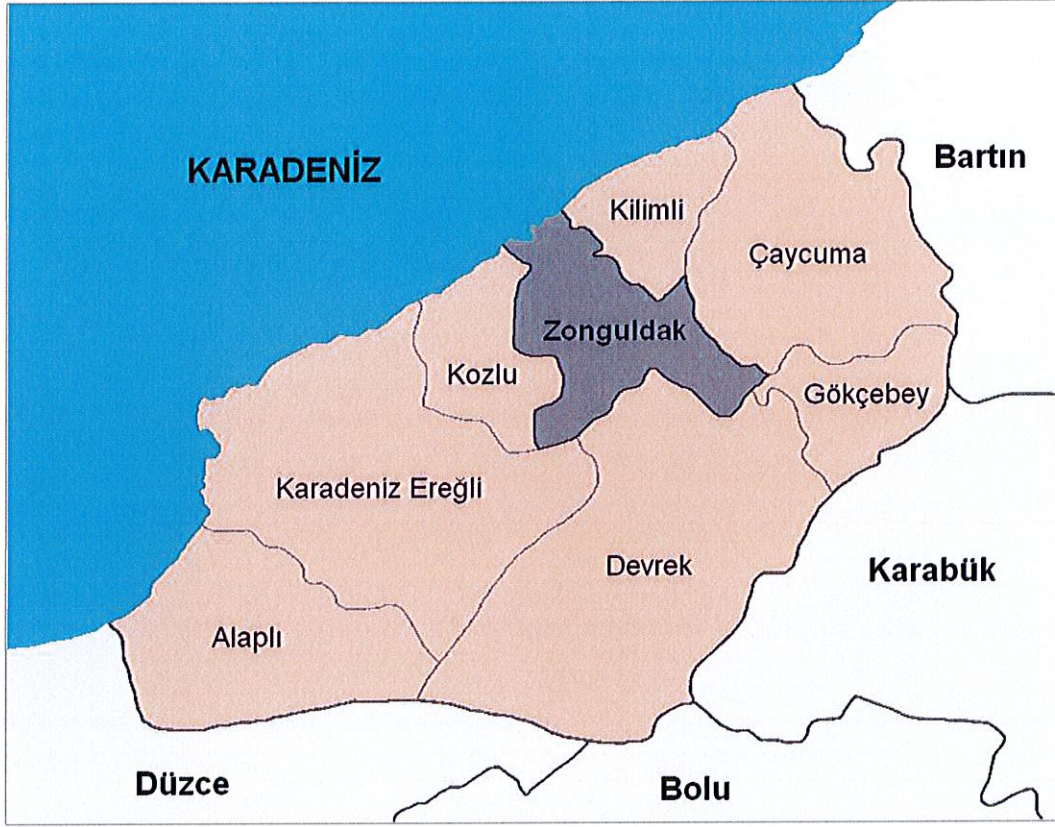 KARADENİZ
Bartın
Kilimli
Çaycuma
Zonguldak
Kozlu
Gökçebey
Karadeniz Ereğli
Devrek
Karabük
Alaplı
Düzce
Bolu